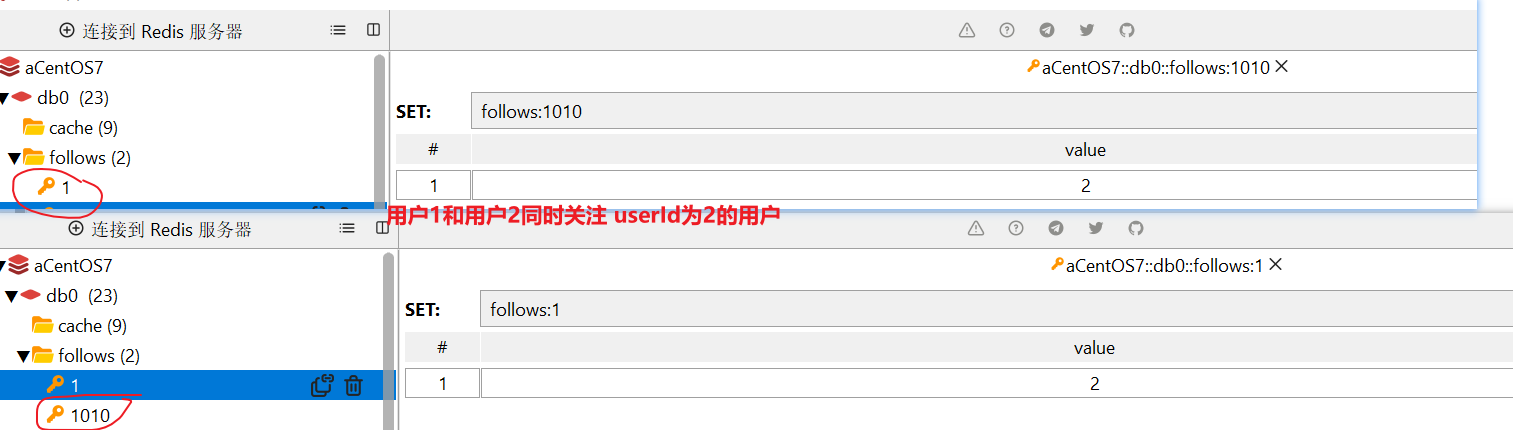 连接到 Redis 服务器
aCentOS7
aCentOS7::db0::follows:1010
db0 (23)
SET: follows:1010
cache (9)
# value
follows (2)
1
1 2
用户1和用户2同时关注 userId为2的用户
连接到 Redis 服务器
aCentOS7
aCentOS7::db0::follows:1
db0 (23)
SET: follows:1
cache (9)
# value
follows (2)
1
1 2
1010